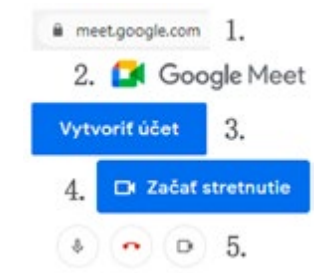 meet.google.com 1.
2. Google Meet
Vytvoriť účet 3.
4. Začať stretnutie
5.